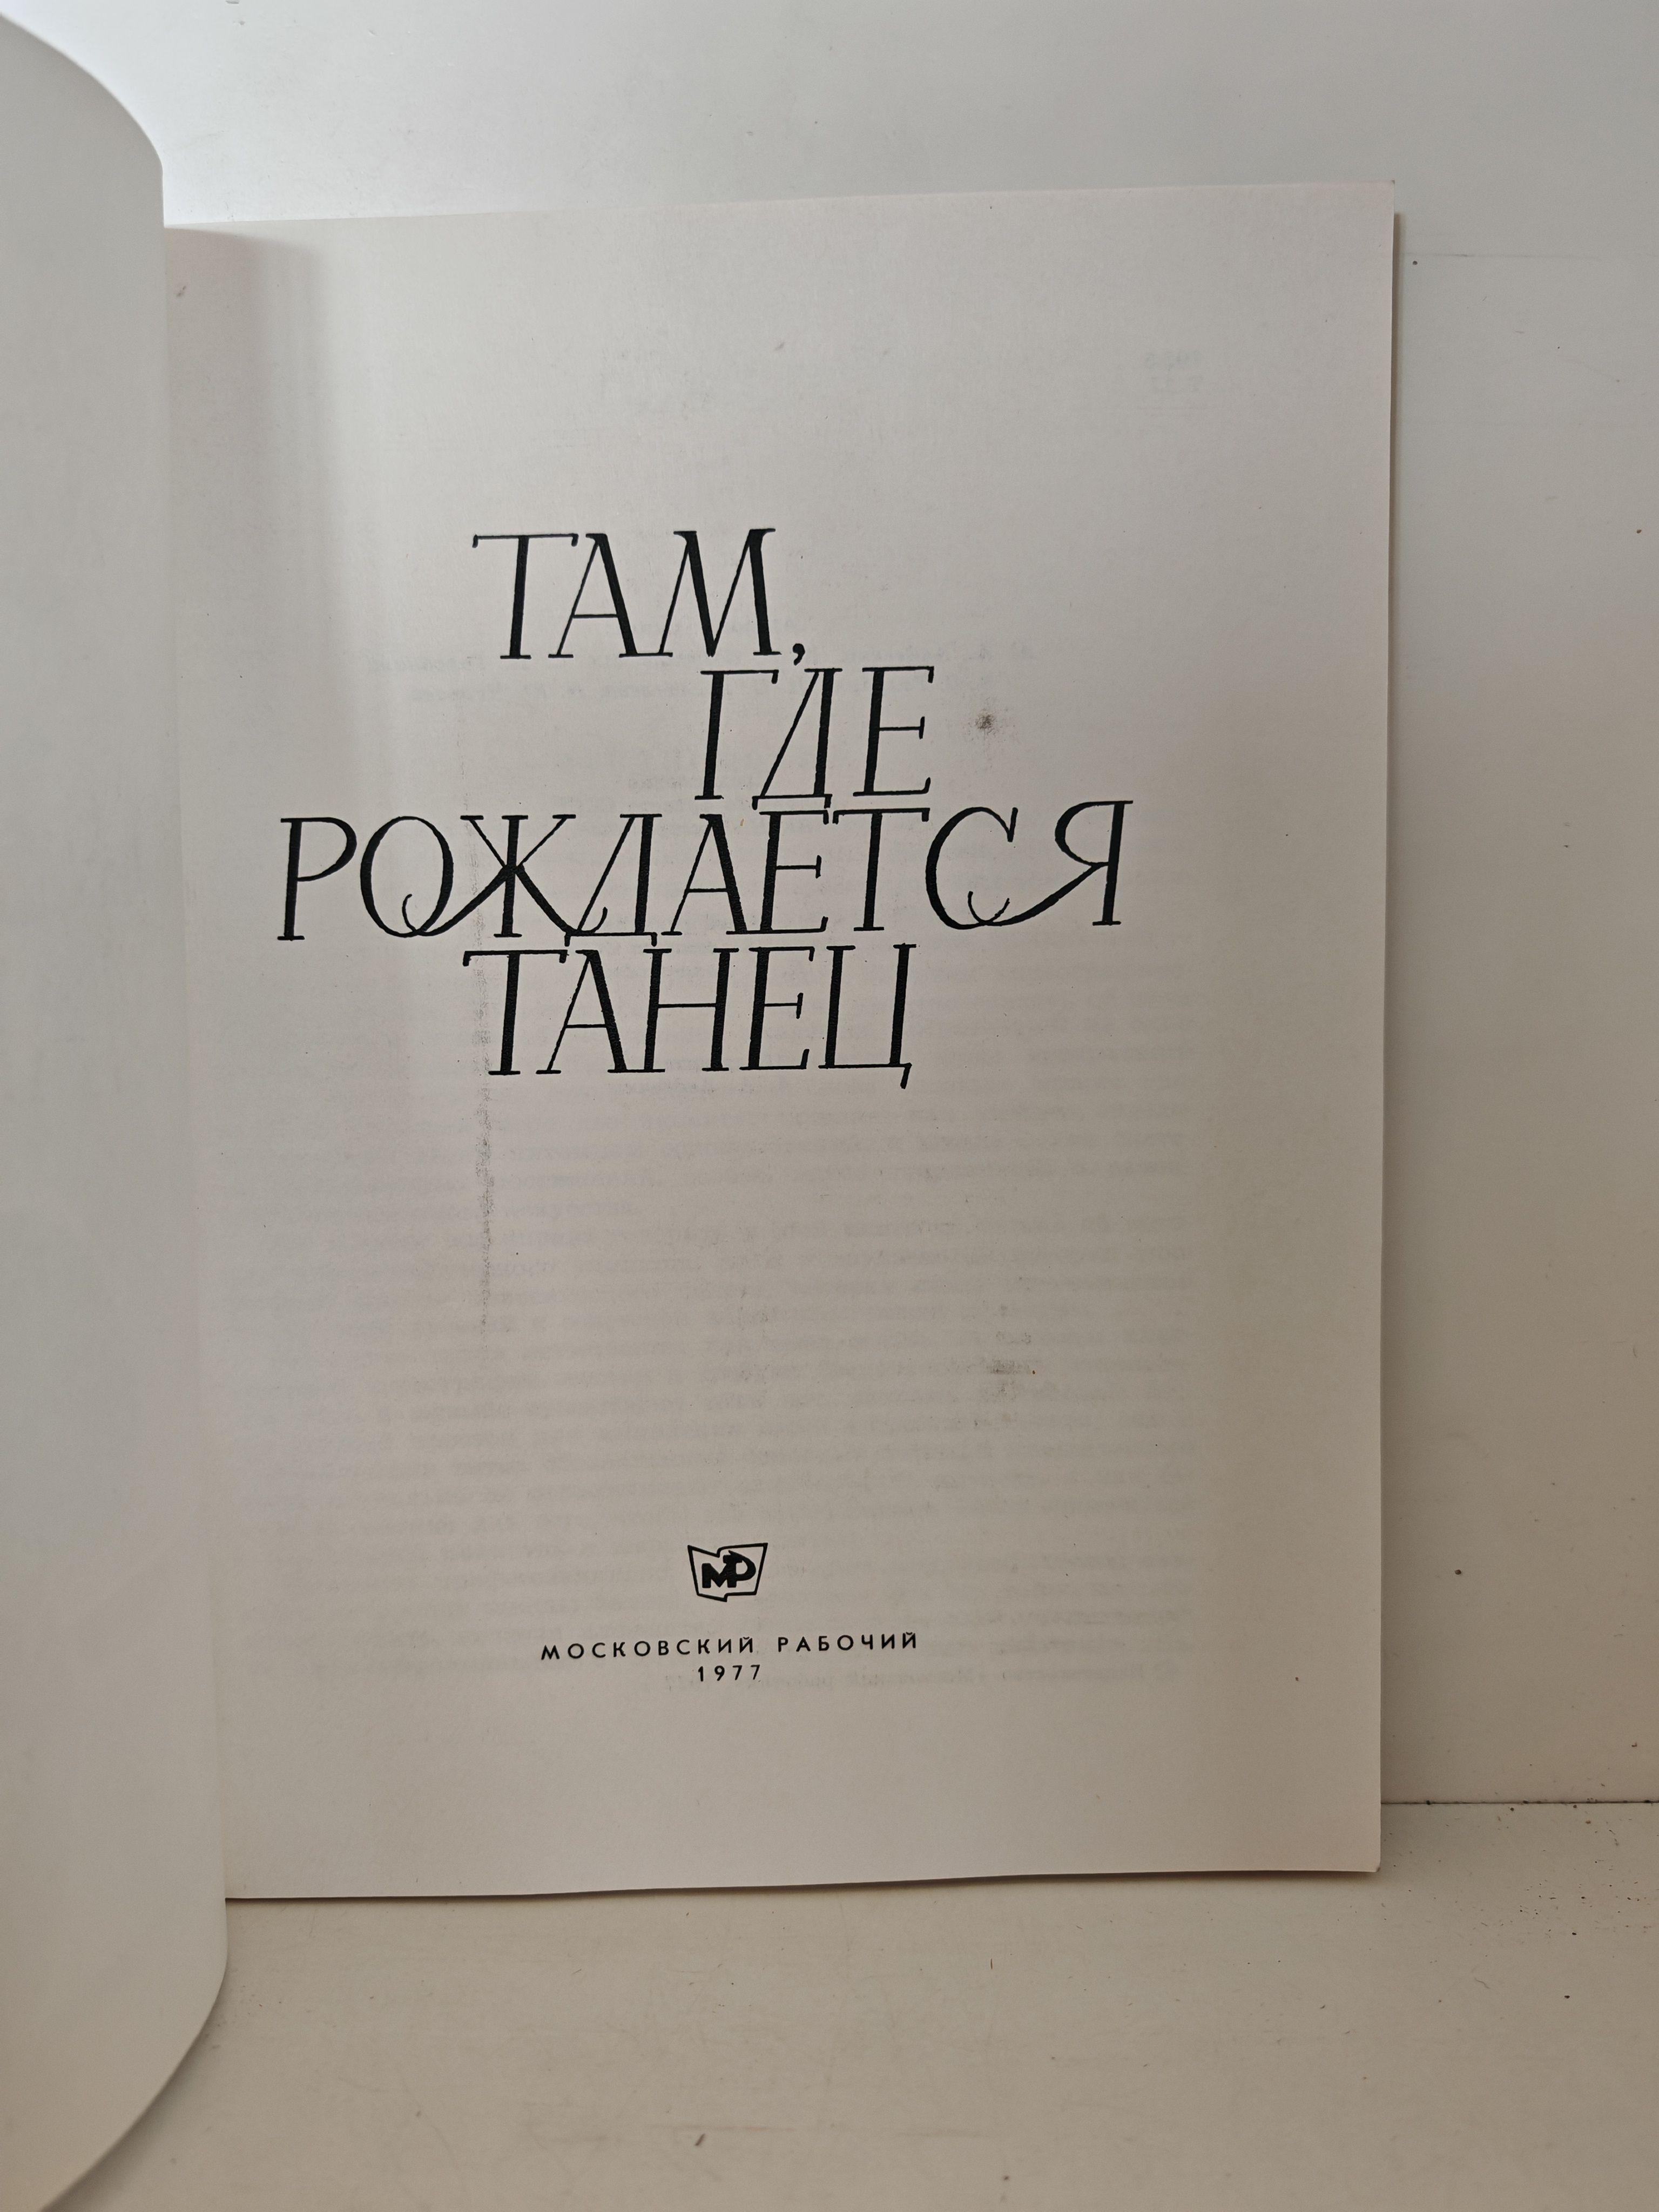 ТАМ,
ГДЕ
РОЖДАЕТСЯ
ТАНЕЦ
МР
МОСКОВСКИЙ РАБОЧИЙ
1977